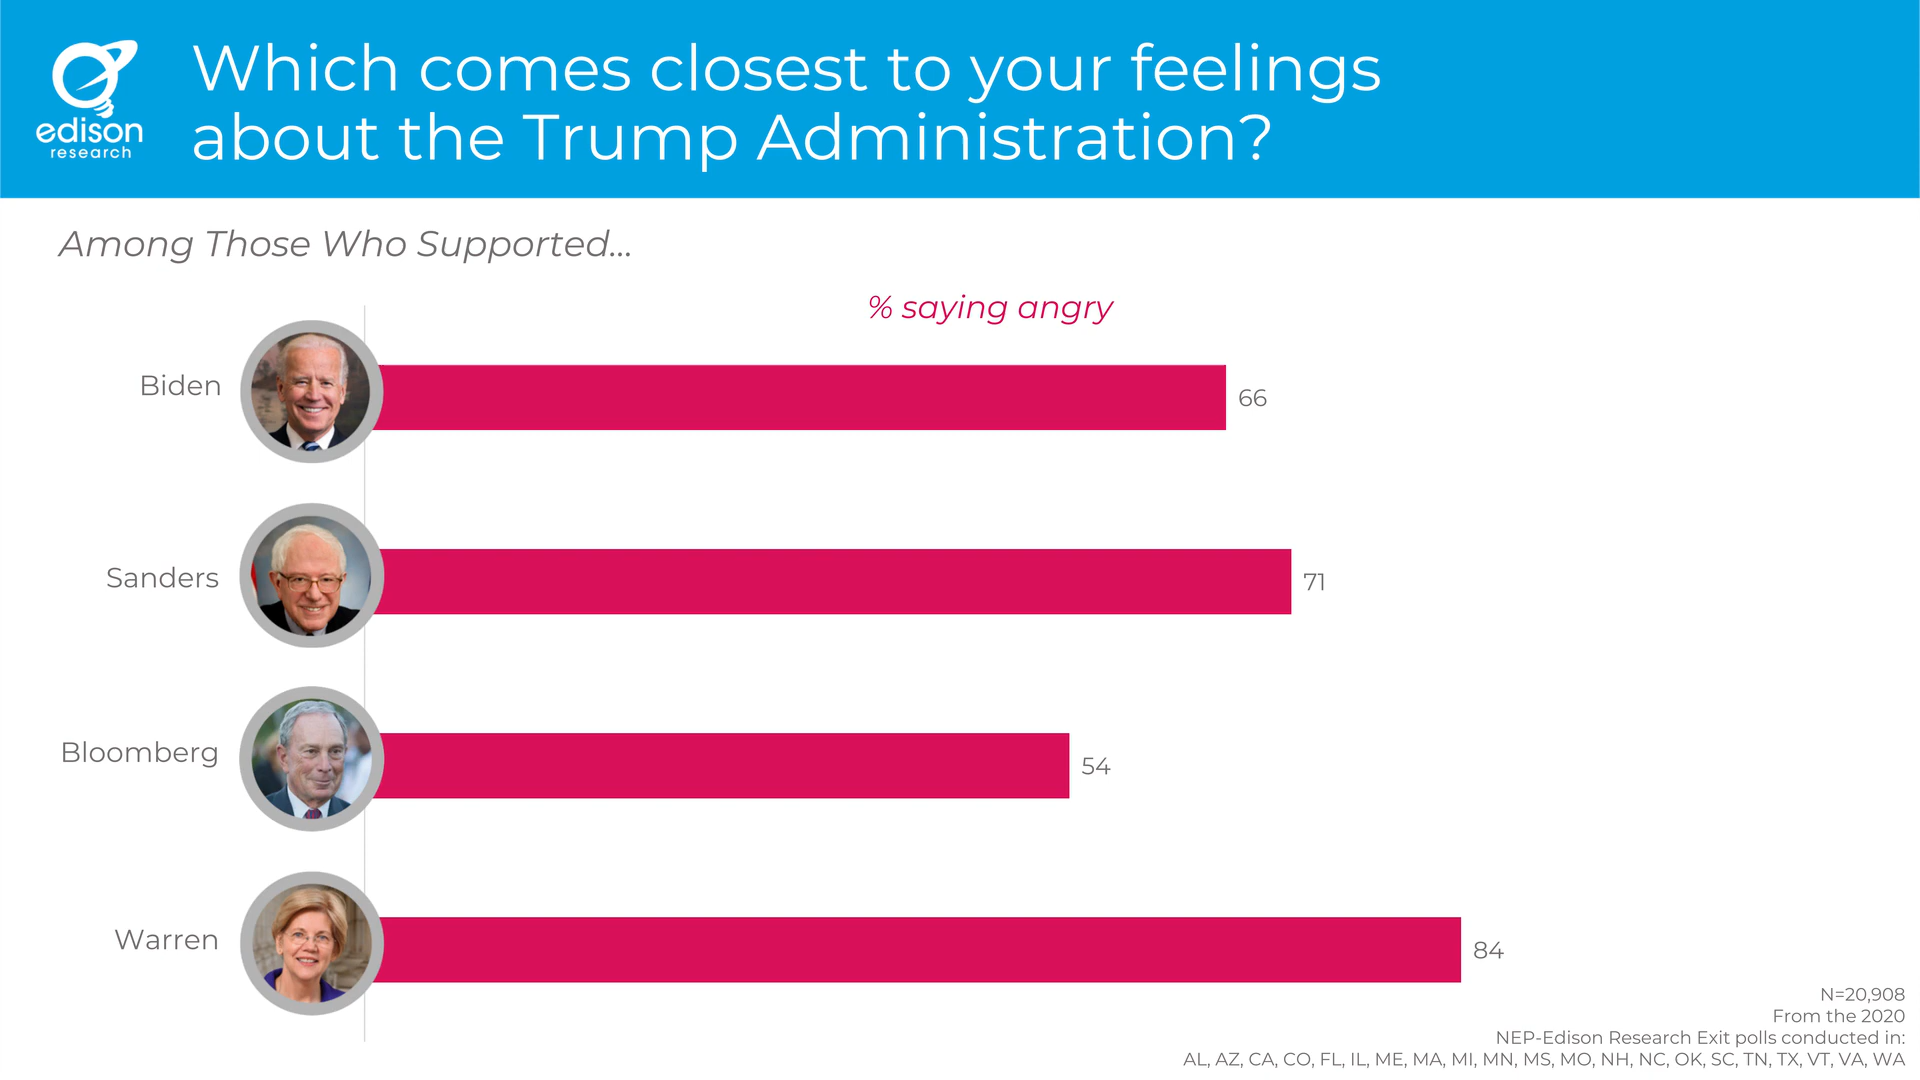 edison
research
Which comes closest to your feelings
about the Trump Administration?
Among Those Who Supported...
% saying angry
Biden
66
Sanders
71
Bloomberg
54
Warren
84
N=20,908
From the 2020
NEP-Edison Research Exit polls conducted in:
AL, AZ, CA, CO, FL, IL, ME, MA, MI, MN, MS, MO, NH, NC, OK, SC, TN, TX, VT, VA, WA